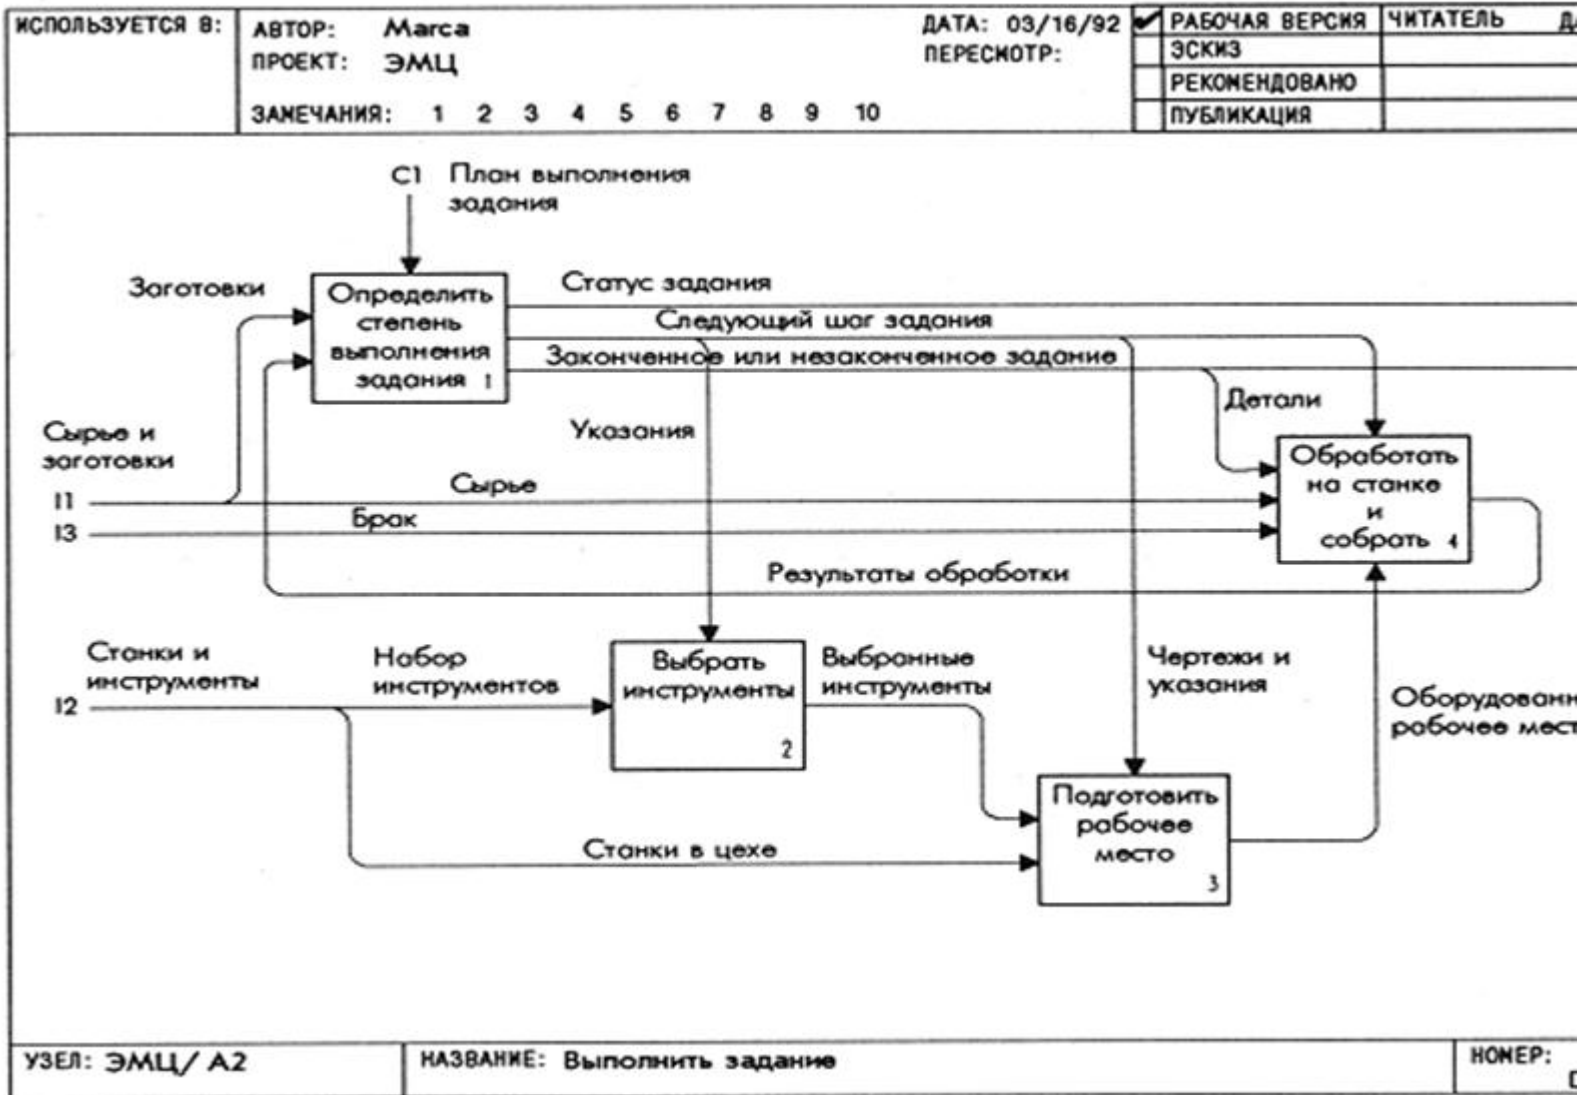 ИСПОЛЬЗУЕТСЯ В:
АВТОР: Marca
ДАТА: 03/16/92
✔ РАБОЧАЯ ВЕРСИЯ
ЧИТАТЕЛЬ
ПРОЕКТ: ЭМЦ
ПЕРЕСМОТР:
ЭСКИЗ
РЕКОМЕНДОВАНО
ЗАМЕЧАНИЯ: 1 2 3 4 5 6 7 8 9 10
ПУБЛИКАЦИЯ
C1 План выполнения
задания
Заготовки
Определить
степень
выполнения
задания 1
Статус задания
Следующий шаг задания
Законченное или незаконченное задание
Детали
Указания
Сырье и
заготовки
I1
Сырье
I3
Брак
Обработать
на станке
и
собрать 4
Результаты обработки
Станки и
инструменты
I2
Набор
инструментов
Выбрать
инструменты
2
Выбранные
инструменты
Чертежи и
указания
рабочее
Подготовить
рабочее
место
3
Станки в цехе
УЗЕЛ: ЭМЦ/ А2
НАЗВАНИЕ: Выполнить задание
НОМЕР: